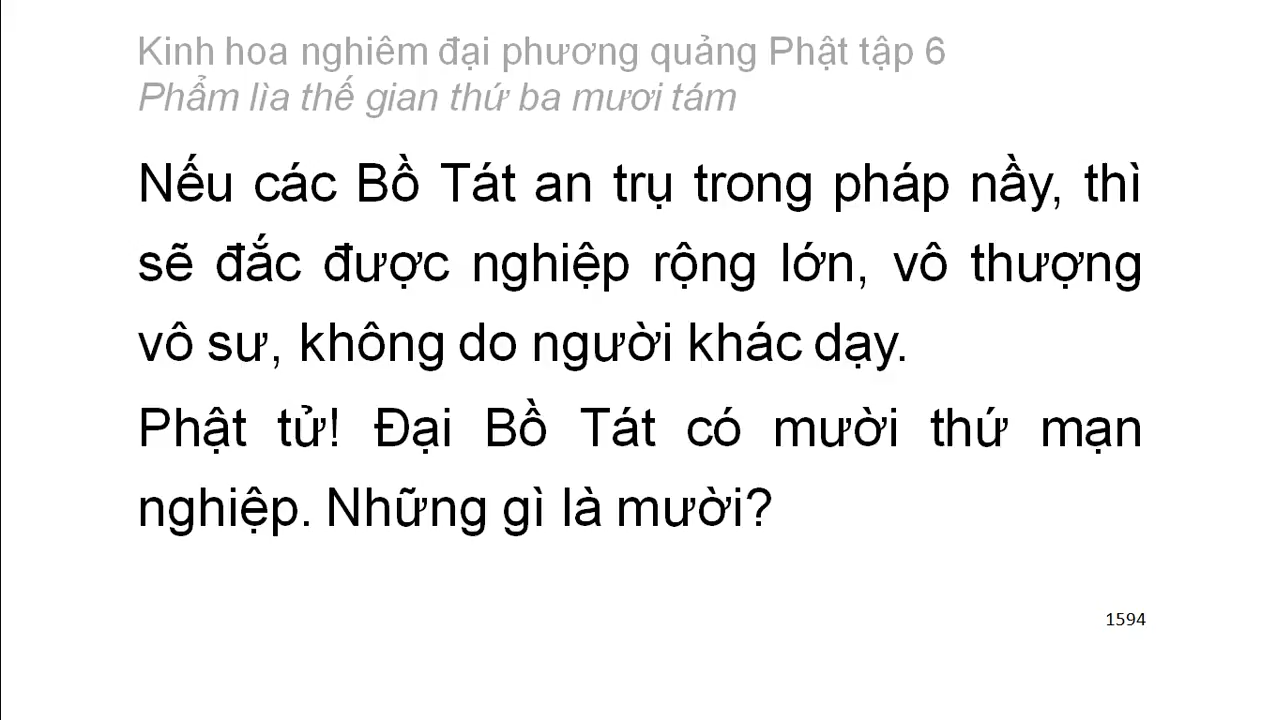 Kinh hoa nghiêm đại phương quảng Phật tập 6
Phẩm lìa thế gian thứ ba mươi tám
Nếu các Bồ Tát an trụ trong pháp nầy, thì
sẽ đắc được nghiệp rộng lớn, vô thượng
vô sư, không do người khác dạy.
Phật tử! Đại Bồ Tát có mười thứ mạn
nghiệp. Những gì là mười?
1594